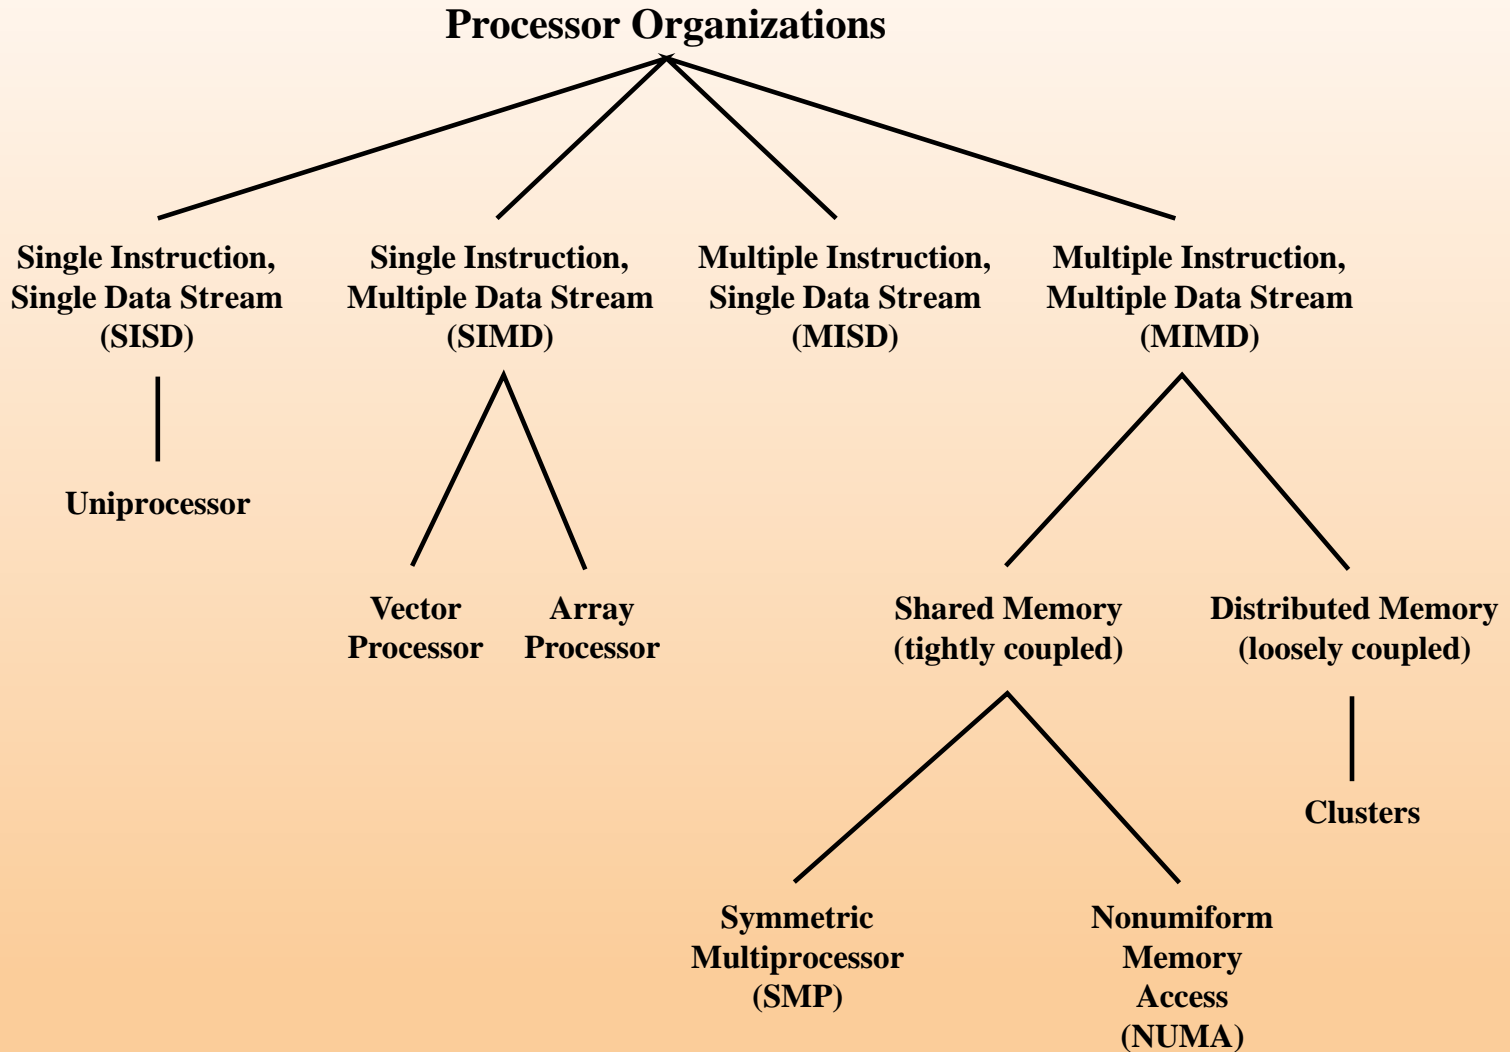 Processor Organizations
Single Instruction,
Single Data Stream
(SISD)
Single Instruction,
Multiple Data Stream
(SIMD)
Multiple Instruction,
Single Data Stream
(MISD)
Multiple Instruction,
Multiple Data Stream
(MIMD)
Uniprocessor
Vector
Processor
Array
Processor
Shared Memory
(tightly coupled)
Distributed Memory
(loosely coupled)
Clusters
Symmetric
Multiprocessor
(SMP)
Nonumiform
Memory
Access
(NUMA)